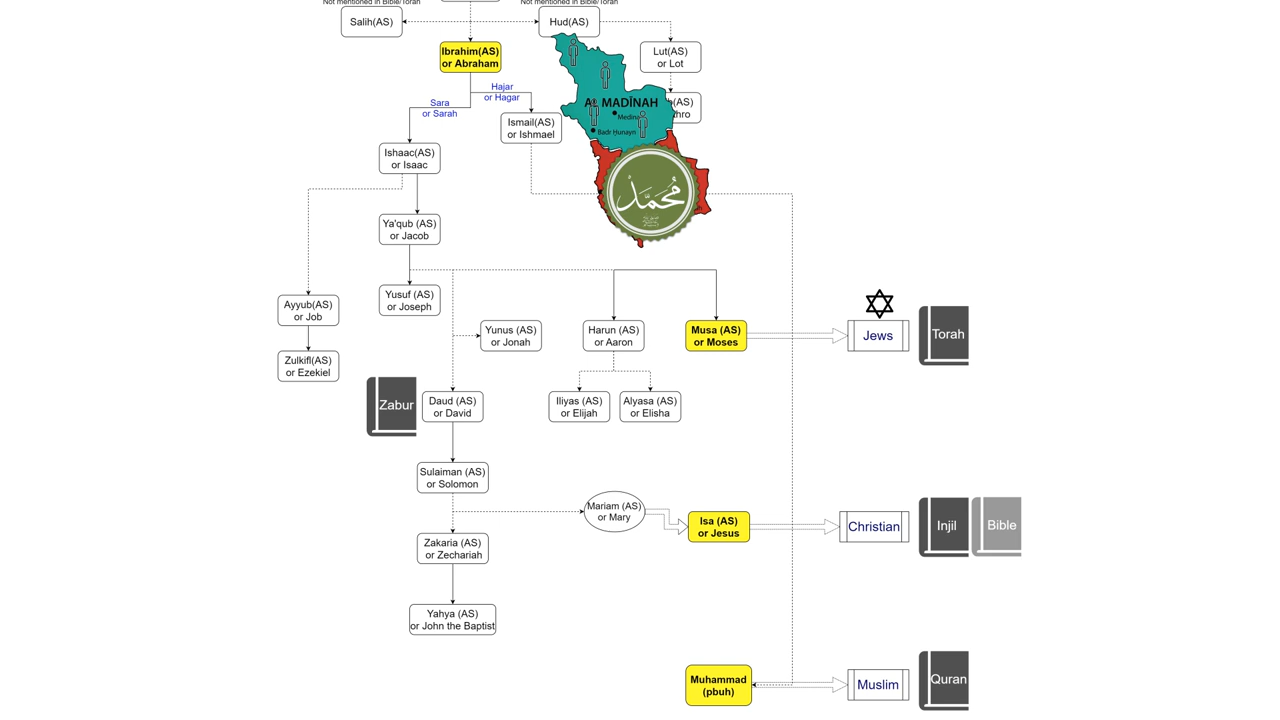 Not mentioned in Bible/Torah
Not mentioned in Bible/Torah
Salih(AS)
Hud(AS)
Ibrahim(AS)
or Abraham
Lut(AS)
or Lot
Hajar
or Hagar
Sara
or Sarah
AL MADĪNAH
Medina
Badr Ḩunayn
(AS)
hro
Ismail(AS)
or Ishmael
Ishaac(AS)
or Isaac
مُحَمَّد
Ya'qub (AS)
or Jacob
Yusuf (AS)
or Joseph
Ayyub(AS)
or Job
Yunus (AS)
or Jonah
Harun (AS)
or Aaron
Musa (AS)
or Moses
Jews
Torah
Zulkifl(AS)
or Ezekiel
Zabur
Daud (AS)
or David
Iliyas (AS)
or Elijah
Alyasa (AS)
or Elisha
Sulaiman (AS)
or Solomon
Mariam (AS)
or Mary
Isa (AS)
or Jesus
Christian
Injil
Bible
Zakaria (AS)
or Zechariah
Yahya (AS)
or John the Baptist
Muhammad
(pbuh)
Muslim
Quran